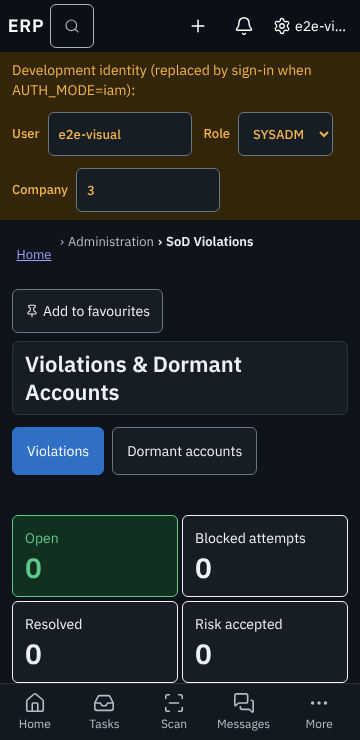 ERP
e2e-vi...
Development identity (replaced by sign-in when
AUTH_MODE=iam):
User e2e-visual Role SYSADM
Company 3
Home › Administration › SoD Violations
Add to favourites
Violations & Dormant
Accounts
Violations Dormant accounts
Open Blocked attempts
0 0
Resolved Risk accepted
0 0
Home Tasks Scan Messages More